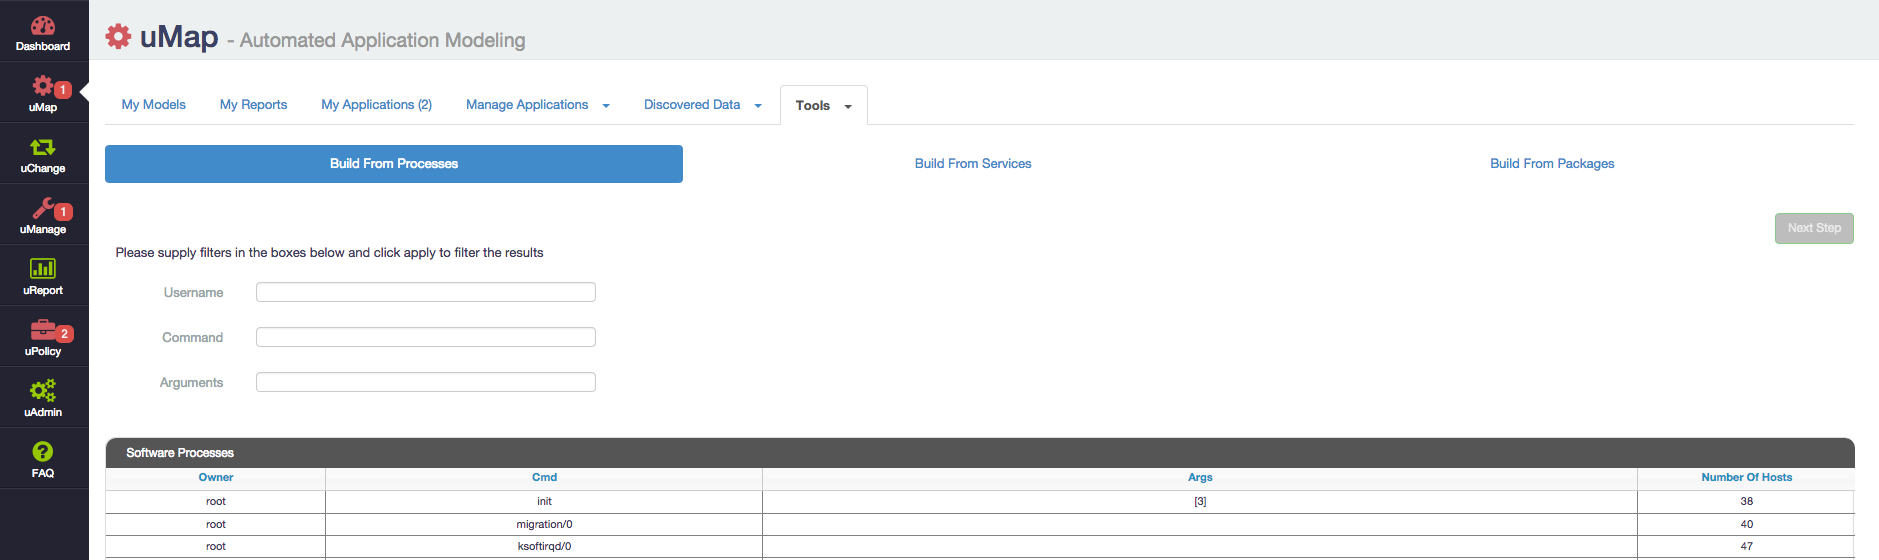 Dashboard
1
uMap
uChange
1
uManage
uReport
2
uPolicy
uAdmin
?
FAQ
uMap - Automated Application Modeling
My Models My Reports My Applications (2) Manage Applications Discovered Data Tools
Build From Processes Build From Services Build From Packages
Next Step
Please supply filters in the boxes below and click apply to filter the results
Username
Command
Arguments
Software Processes
Owner Cmd Args Number Of Hosts
root init [3] 38
root migration/0 40
root ksoftirqd/0 47